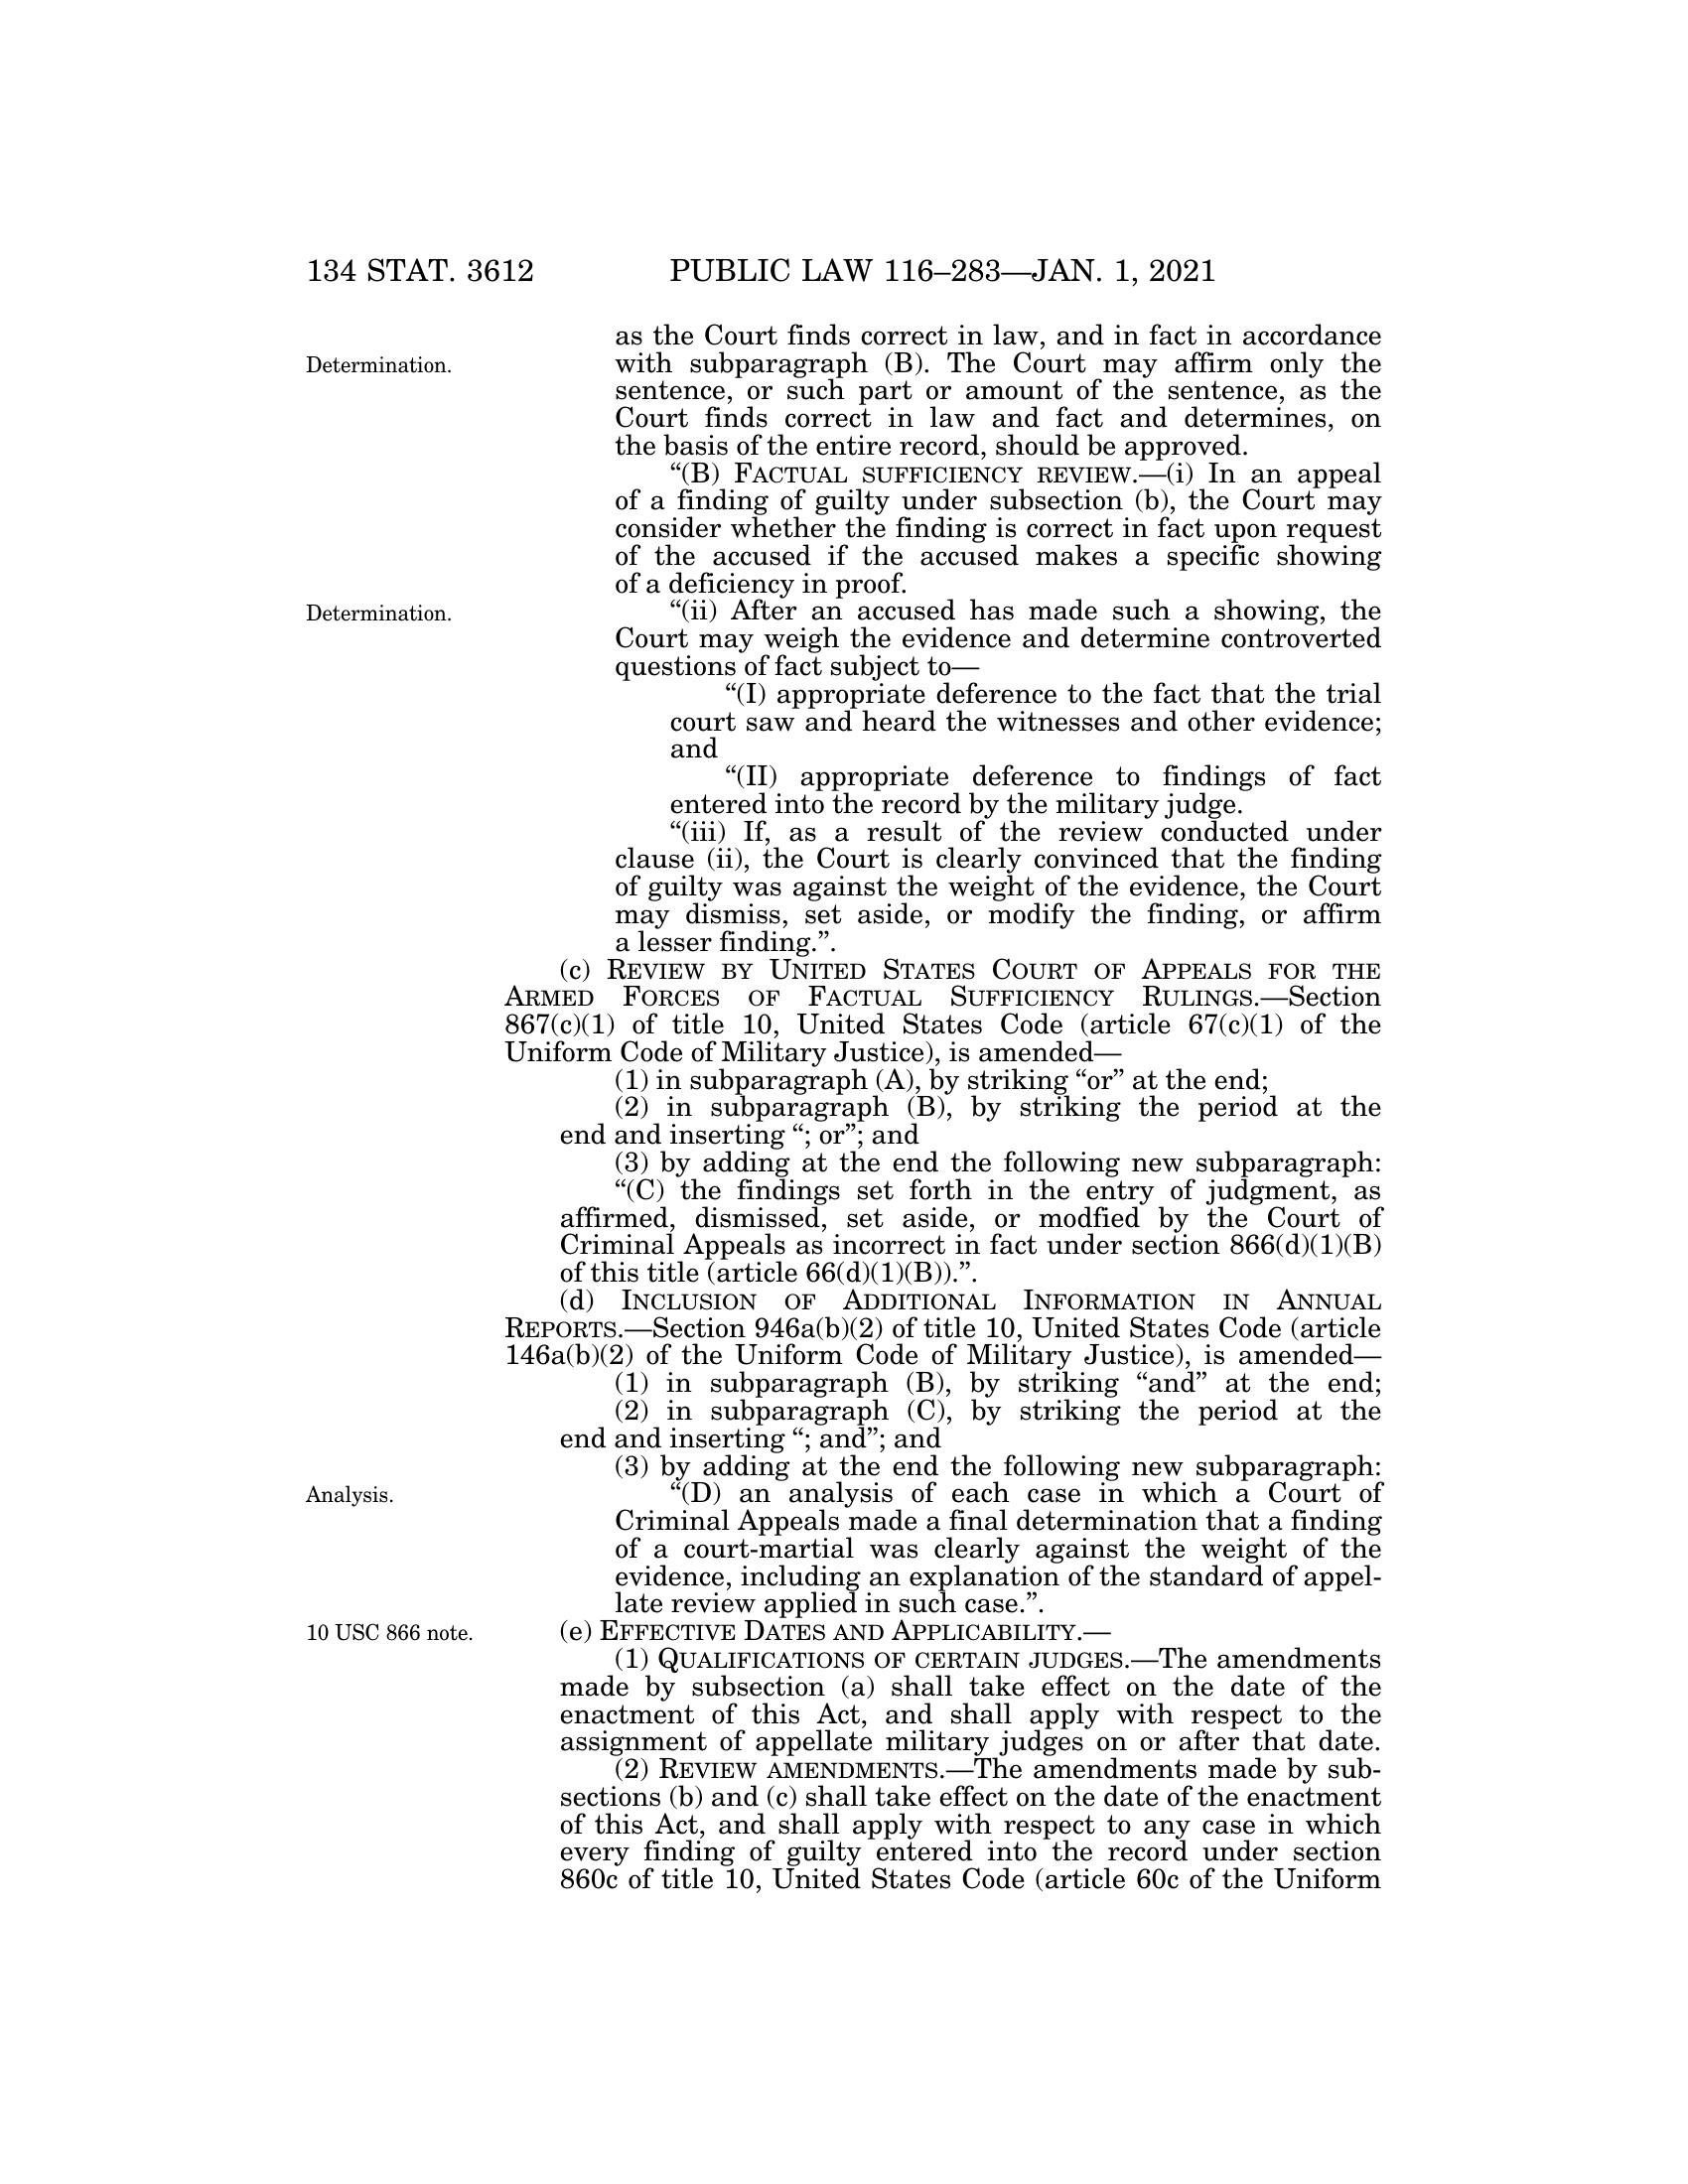 134 STAT. 3612 PUBLIC LAW 116–283—JAN. 1, 2021
as the Court finds correct in law, and in fact in accordance
Determination. with subparagraph (B). The Court may affirm only the
sentence, or such part or amount of the sentence, as the
Court finds correct in law and fact and determines, on
the basis of the entire record, should be approved.
“(B) FACTUAL SUFFICIENCY REVIEW.—(i) In an appeal
of a finding of guilty under subsection (b), the Court may
consider whether the finding is correct in fact upon request
of the accused if the accused makes a specific showing
of a deficiency in proof.
Determination. “(ii) After an accused has made such a showing, the
Court may weigh the evidence and determine controverted
questions of fact subject to—
“(I) appropriate deference to the fact that the trial
court saw and heard the witnesses and other evidence;
and
“(II) appropriate deference to findings of fact
entered into the record by the military judge.
“(iii) If, as a result of the review conducted under
clause (ii), the Court is clearly convinced that the finding
of guilty was against the weight of the evidence, the Court
may dismiss, set aside, or modify the finding, or affirm
a lesser finding.”.
(c) REVIEW BY UNITED STATES COURT OF APPEALS FOR THE
ARMED FORCES OF FACTUAL SUFFICIENCY RULINGS.—Section
867(c)(1) of title 10, United States Code (article 67(c)(1) of the
Uniform Code of Military Justice), is amended—
(1) in subparagraph (A), by striking “or” at the end;
(2) in subparagraph (B), by striking the period at the
end and inserting “; or”; and
(3) by adding at the end the following new subparagraph:
“(C) the findings set forth in the entry of judgment, as
affirmed, dismissed, set aside, or modfied by the Court of
Criminal Appeals as incorrect in fact under section 866(d)(1)(B)
of this title (article 66(d)(1)(B)).”.
(d) INCLUSION OF ADDITIONAL INFORMATION IN ANNUAL
REPORTS.—Section 946a(b)(2) of title 10, United States Code (article
146a(b)(2) of the Uniform Code of Military Justice), is amended—
(1) in subparagraph (B), by striking “and” at the end;
(2) in subparagraph (C), by striking the period at the
end and inserting “; and”; and
(3) by adding at the end the following new subparagraph:
Analysis. “(D) an analysis of each case in which a Court of
Criminal Appeals made a final determination that a finding
of a court-martial was clearly against the weight of the
evidence, including an explanation of the standard of appel-
late review applied in such case.”.
10 USC 866 note. (e) EFFECTIVE DATES AND APPLICABILITY.—
(1) QUALIFICATIONS OF CERTAIN JUDGES.—The amendments
made by subsection (a) shall take effect on the date of the
enactment of this Act, and shall apply with respect to the
assignment of appellate military judges on or after that date.
(2) REVIEW AMENDMENTS.—The amendments made by sub-
sections (b) and (c) shall take effect on the date of the enactment
of this Act, and shall apply with respect to any case in which
every finding of guilty entered into the record under section
860c of title 10, United States Code (article 60c of the Uniform